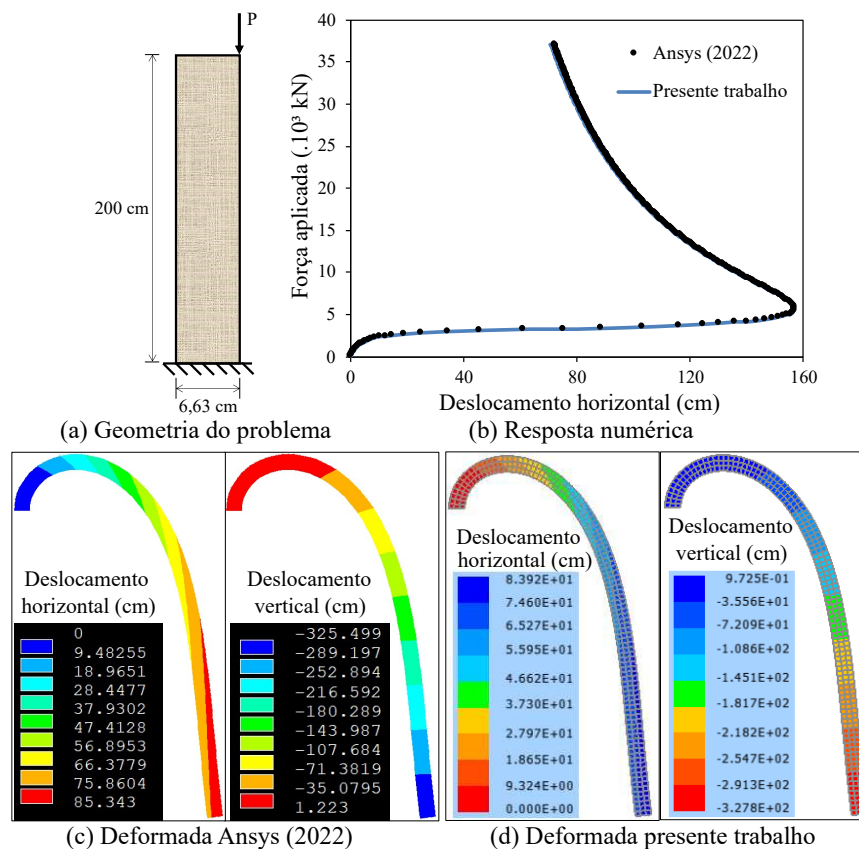 P
200 cm
6,63 cm
(a) Geometria do problema
Força aplicada (.10³ kN)
40
35
30
25
20
15
10
5
0
0
40
80
120
160
Deslocamento horizontal (cm)
Ansys (2022)
Presente trabalho
(b) Resposta numérica
Deslocamento
horizontal (cm)
0
9.48255
18.9651
28.4477
37.9302
47.4128
56.8953
66.3779
75.8604
85.343
Deslocamento
vertical (cm)
-325.499
-289.197
-252.894
-216.592
-180.289
-143.987
-107.684
-71.3819
-35.0795
1.223
(c) Deformada Ansys (2022)
Deslocamento
horizontal (cm)
8.392E+01
7.460E+01
6.527E+01
5.595E+01
4.662E+01
3.730E+01
2.797E+01
1.865E+01
9.324E+00
0.000E+00
Deslocamento
vertical (cm)
9.725E-01
-3.556E+01
-7.209E+01
-1.086E+02
-1.451E+02
-1.817E+02
-2.182E+02
-2.547E+02
-2.913E+02
-3.278E+02
(d) Deformada presente trabalho